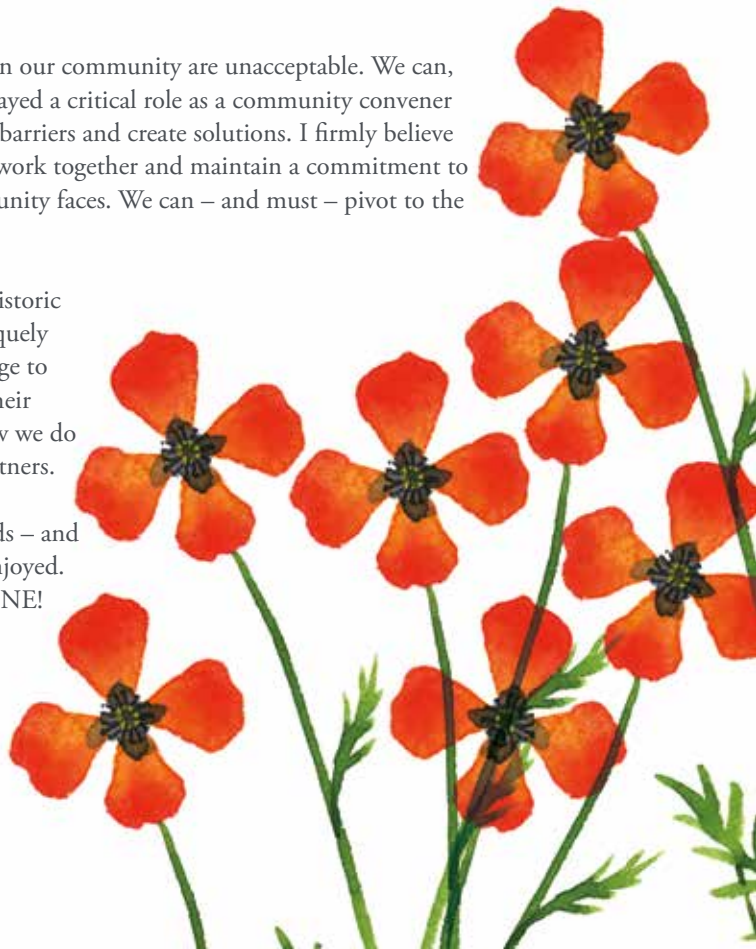 n our community are unacceptable. We can,
ayed a critical role as a community convener
barriers and create solutions. I firmly believe
work together and maintain a commitment to
unity faces. We can – and must – pivot to the
istoric
quely
ge to
heir
w we do
tners.
ds – and
njoyed.
NE!